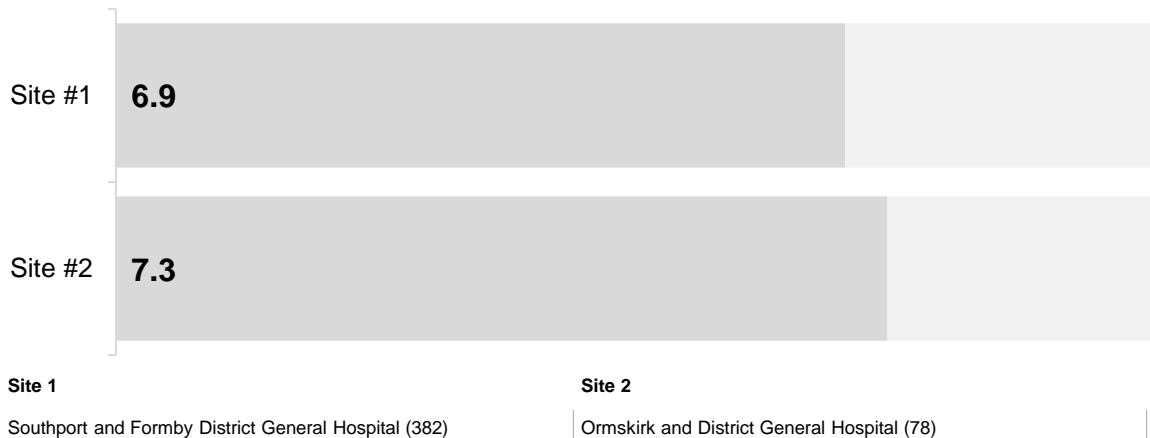 Site #1 6.9
Site #2 7.3
Site 1 Site 2
Southport and Formby District General Hospital (382) Ormskirk and District General Hospital (78)